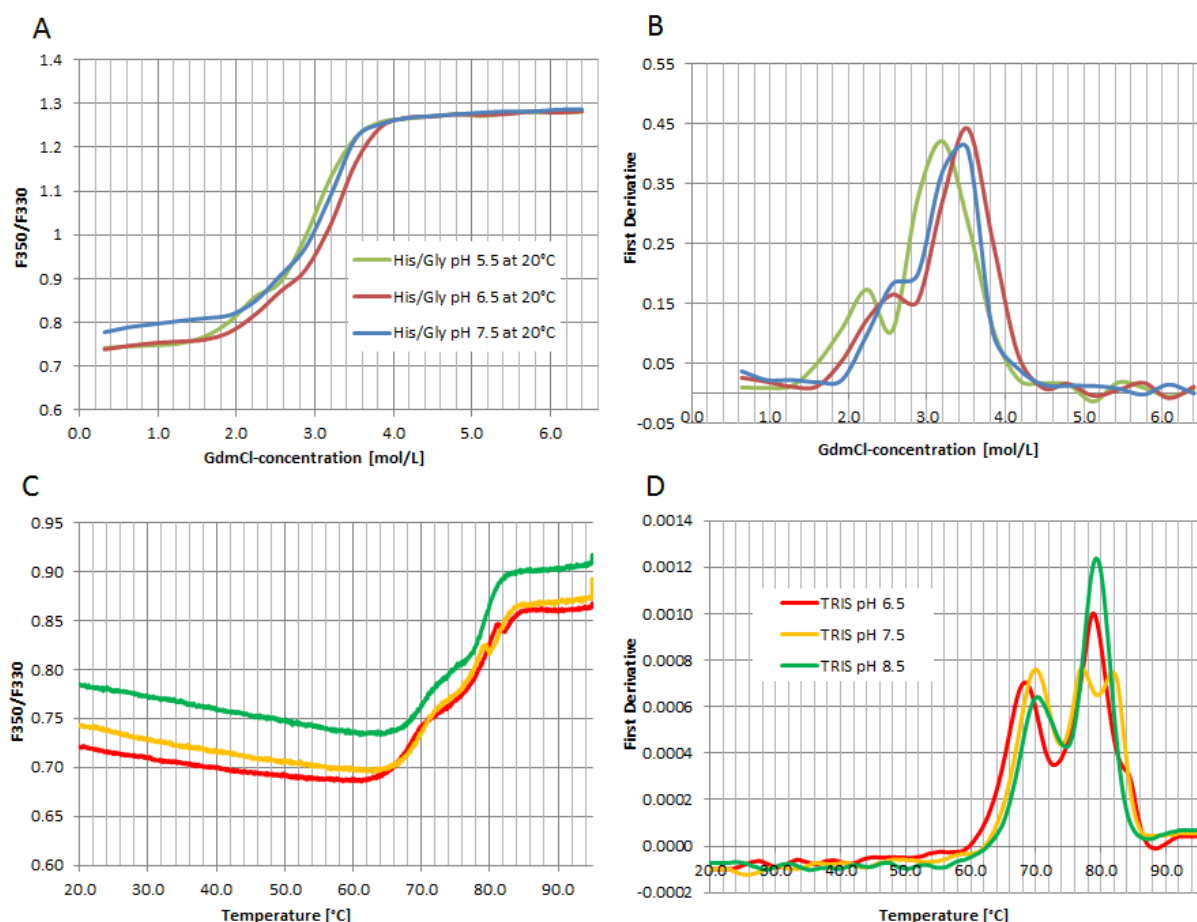 A
1.4
1.3
1.2
1.1
1
0.9
0.8
0.7
0.6
F350/F330
0.0 1.0 2.0 3.0 4.0 5.0 6.0
GdmCl-concentration [mol/L]
His/Gly pH 5.5 at 20°C
His/Gly pH 6.5 at 20°C
His/Gly pH 7.5 at 20°C
B
0.55
0.45
0.35
0.25
0.15
0.05
-0.05
First Derivative
0.0 1.0 2.0 3.0 4.0 5.0 6.0
GdmCl-concentration [mol/L]
C
0.95
0.90
0.85
0.80
0.75
0.70
0.65
0.60
F350/F330
20.0 30.0 40.0 50.0 60.0 70.0 80.0 90.0
Temperature [°C]
D
0.0014
0.0012
0.0010
0.0008
0.0006
0.0004
0.0002
0.0000
-0.0002
First Derivative
TRIS pH 6.5
TRIS pH 7.5
TRIS pH 8.5
20.0 30.0 40.0 50.0 60.0 70.0 80.0 90.0
Temperature [°C]